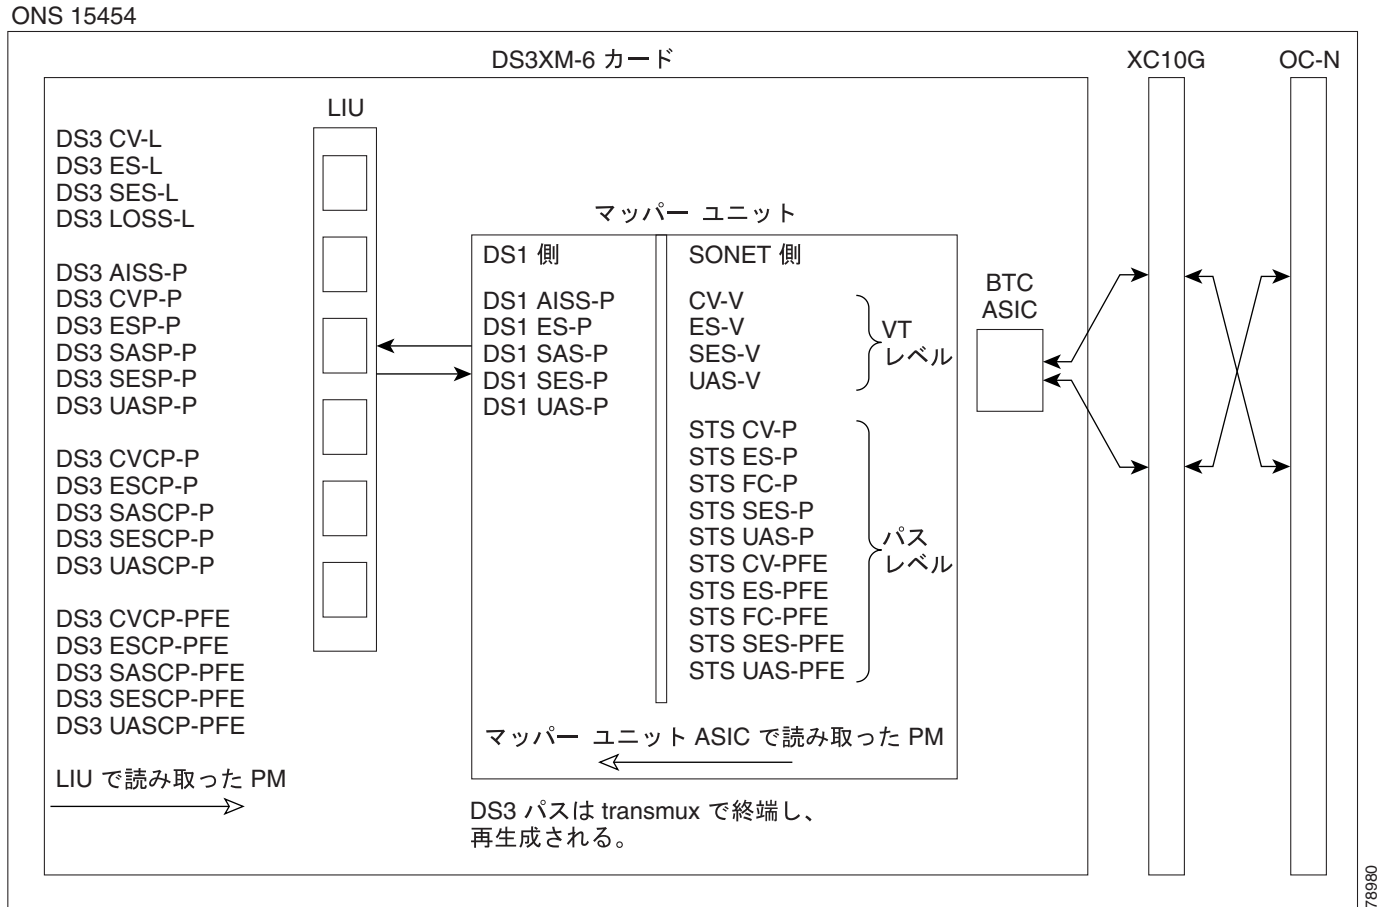 ONS 15454
DS3XM-6 カード
XC10G
OC-N
LIU
DS3 CV-L
DS3 ES-L
DS3 SES-L
DS3 LOSS-L
DS3 AISS-P
DS3 CVP-P
DS3 ESP-P
DS3 SASP-P
DS3 SESP-P
DS3 UASP-P
DS3 CVCP-P
DS3 ESCP-P
DS3 SASCP-P
DS3 SESCP-P
DS3 UASCP-P
DS3 CVCP-PFE
DS3 ESCP-PFE
DS3 SASCP-PFE
DS3 SESCP-PFE
DS3 UASCP-PFE
LIU で読み取った PM
マッパー ユニット
DS1 側
DS1 AISS-P
DS1 ES-P
DS1 SAS-P
DS1 SES-P
DS1 UAS-P
SONET 側
CV-V
ES-V
SES-V
UAS-V
VT
レベル
STS CV-P
STS ES-P
STS FC-P
STS SES-P
STS UAS-P
STS CV-PFE
STS ES-PFE
STS FC-PFE
STS SES-PFE
STS UAS-PFE
パス
レベル
マッパー ユニット ASIC で読み取った PM
DS3 パスは transmux で終端し、
再生成される。
BTC
ASIC
78980